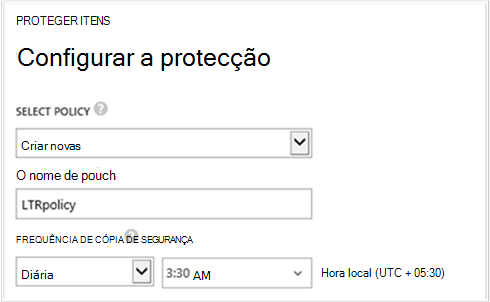 PROTEGER ITENS
Configurar a protecção
SELECT POLICY ?
Criar novas
O nome de pouch
LTRpolicy
FREQUÊNCIA DE CÓPIA DE SEGURANÇA ?
Diária 3:30 AM Hora local (UTC + 05:30)